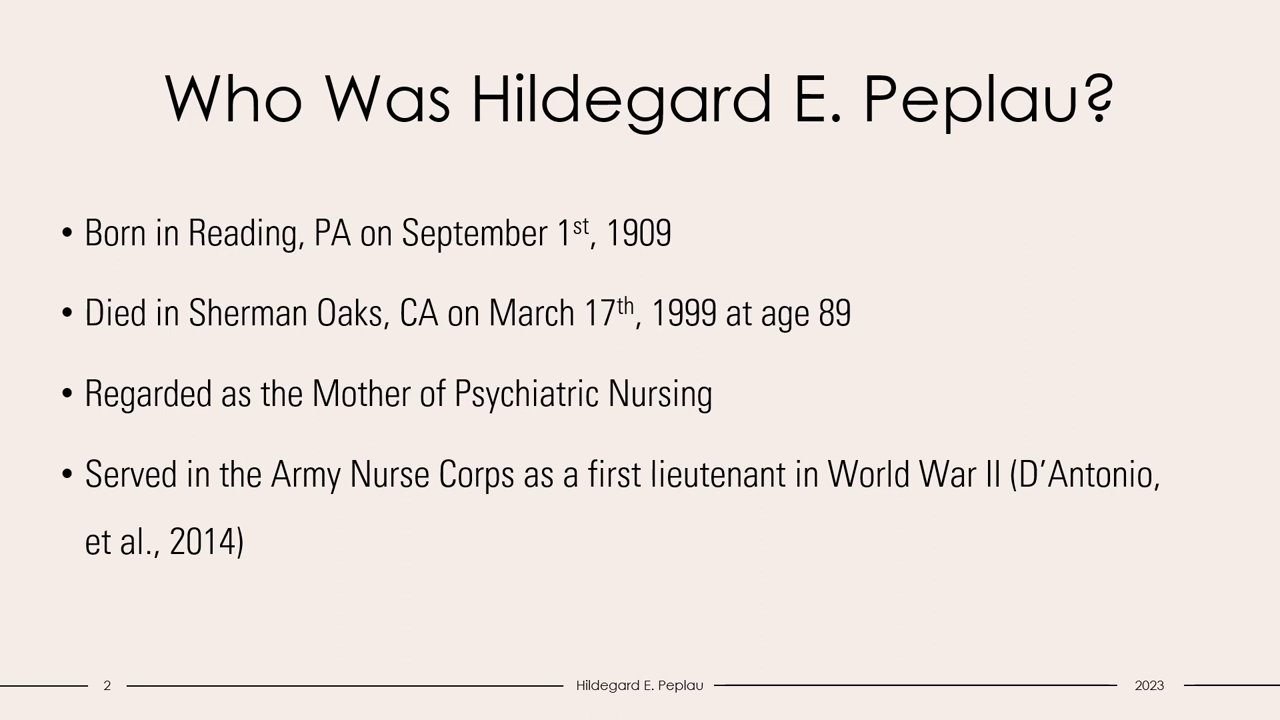 Who Was Hildegard E. Peplau?
• Born in Reading, PA on September 1st, 1909
• Died in Sherman Oaks, CA on March 17th, 1999 at age 89
• Regarded as the Mother of Psychiatric Nursing
• Served in the Army Nurse Corps as a first lieutenant in World War II (D’Antonio,
et al., 2014)
2 Hildegard E. Peplau 2023